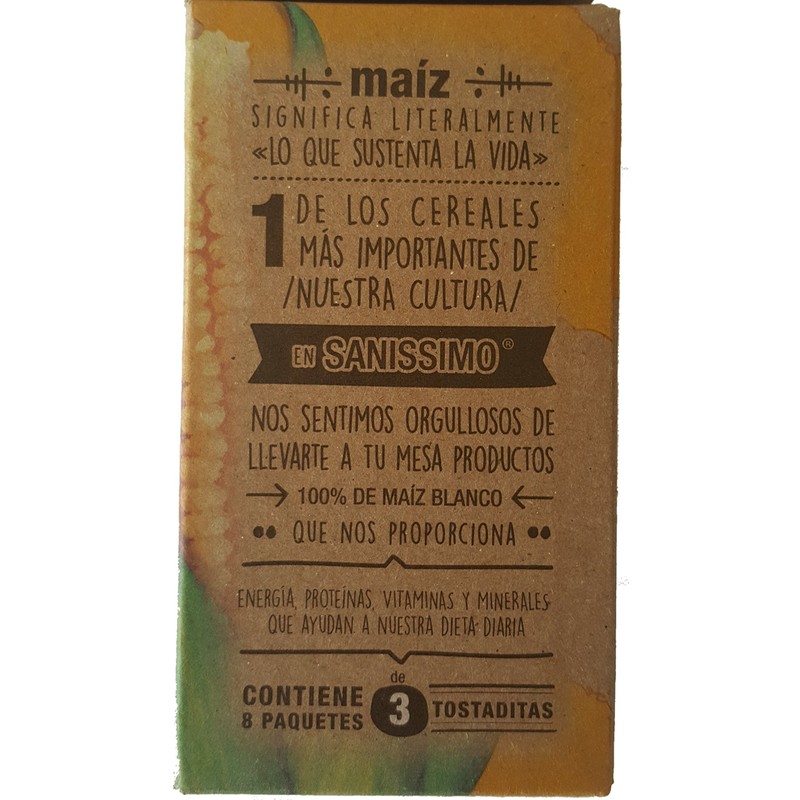 maíz
SIGNIFICA LITERALMENTE
«LO QUE SUSTENTA LA VIDA»
1 DE LOS CEREALES
MÁS IMPORTANTES DE
/NUESTRA CULTURA/
EN SANISSIMO®
NOS SENTIMOS ORGULLOSOS DE
LLEVARTE A TU MESA PRODUCTOS
100% DE MAÍZ BLANCO
QUE NOS PROPORCIONA
ENERGÍA, PROTEÍNAS, VITAMINAS Y MINERALES
QUE AYUDAN A NUESTRA DIETA DIARIA
CONTIENE
8 PAQUETES
de
3
TOSTADITAS